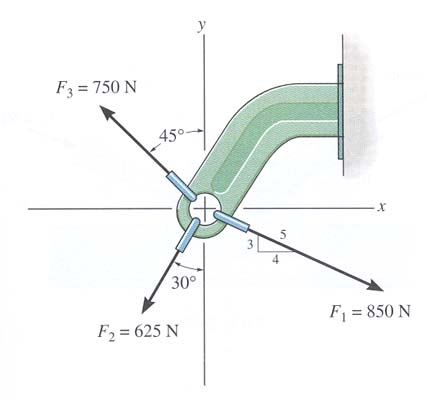 y
F₃ = 750 N
45°
x
3
5
4
30°
F₁ = 850 N
F₂ = 625 N